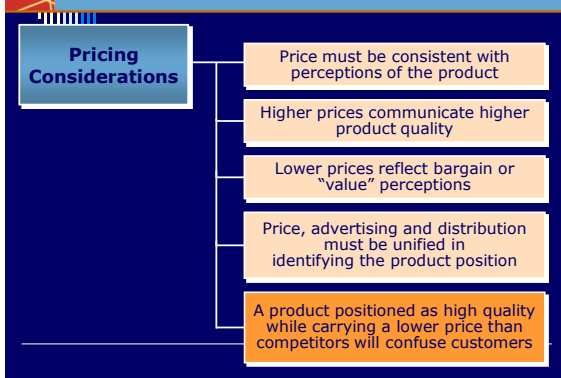 Pricing
Considerations
Price must be consistent with
perceptions of the product
Higher prices communicate higher
product quality
Lower prices reflect bargain or
“value” perceptions
Price, advertising and distribution
must be unified in
identifying the product position
A product positioned as high quality
while carrying a lower price than
competitors will confuse customers